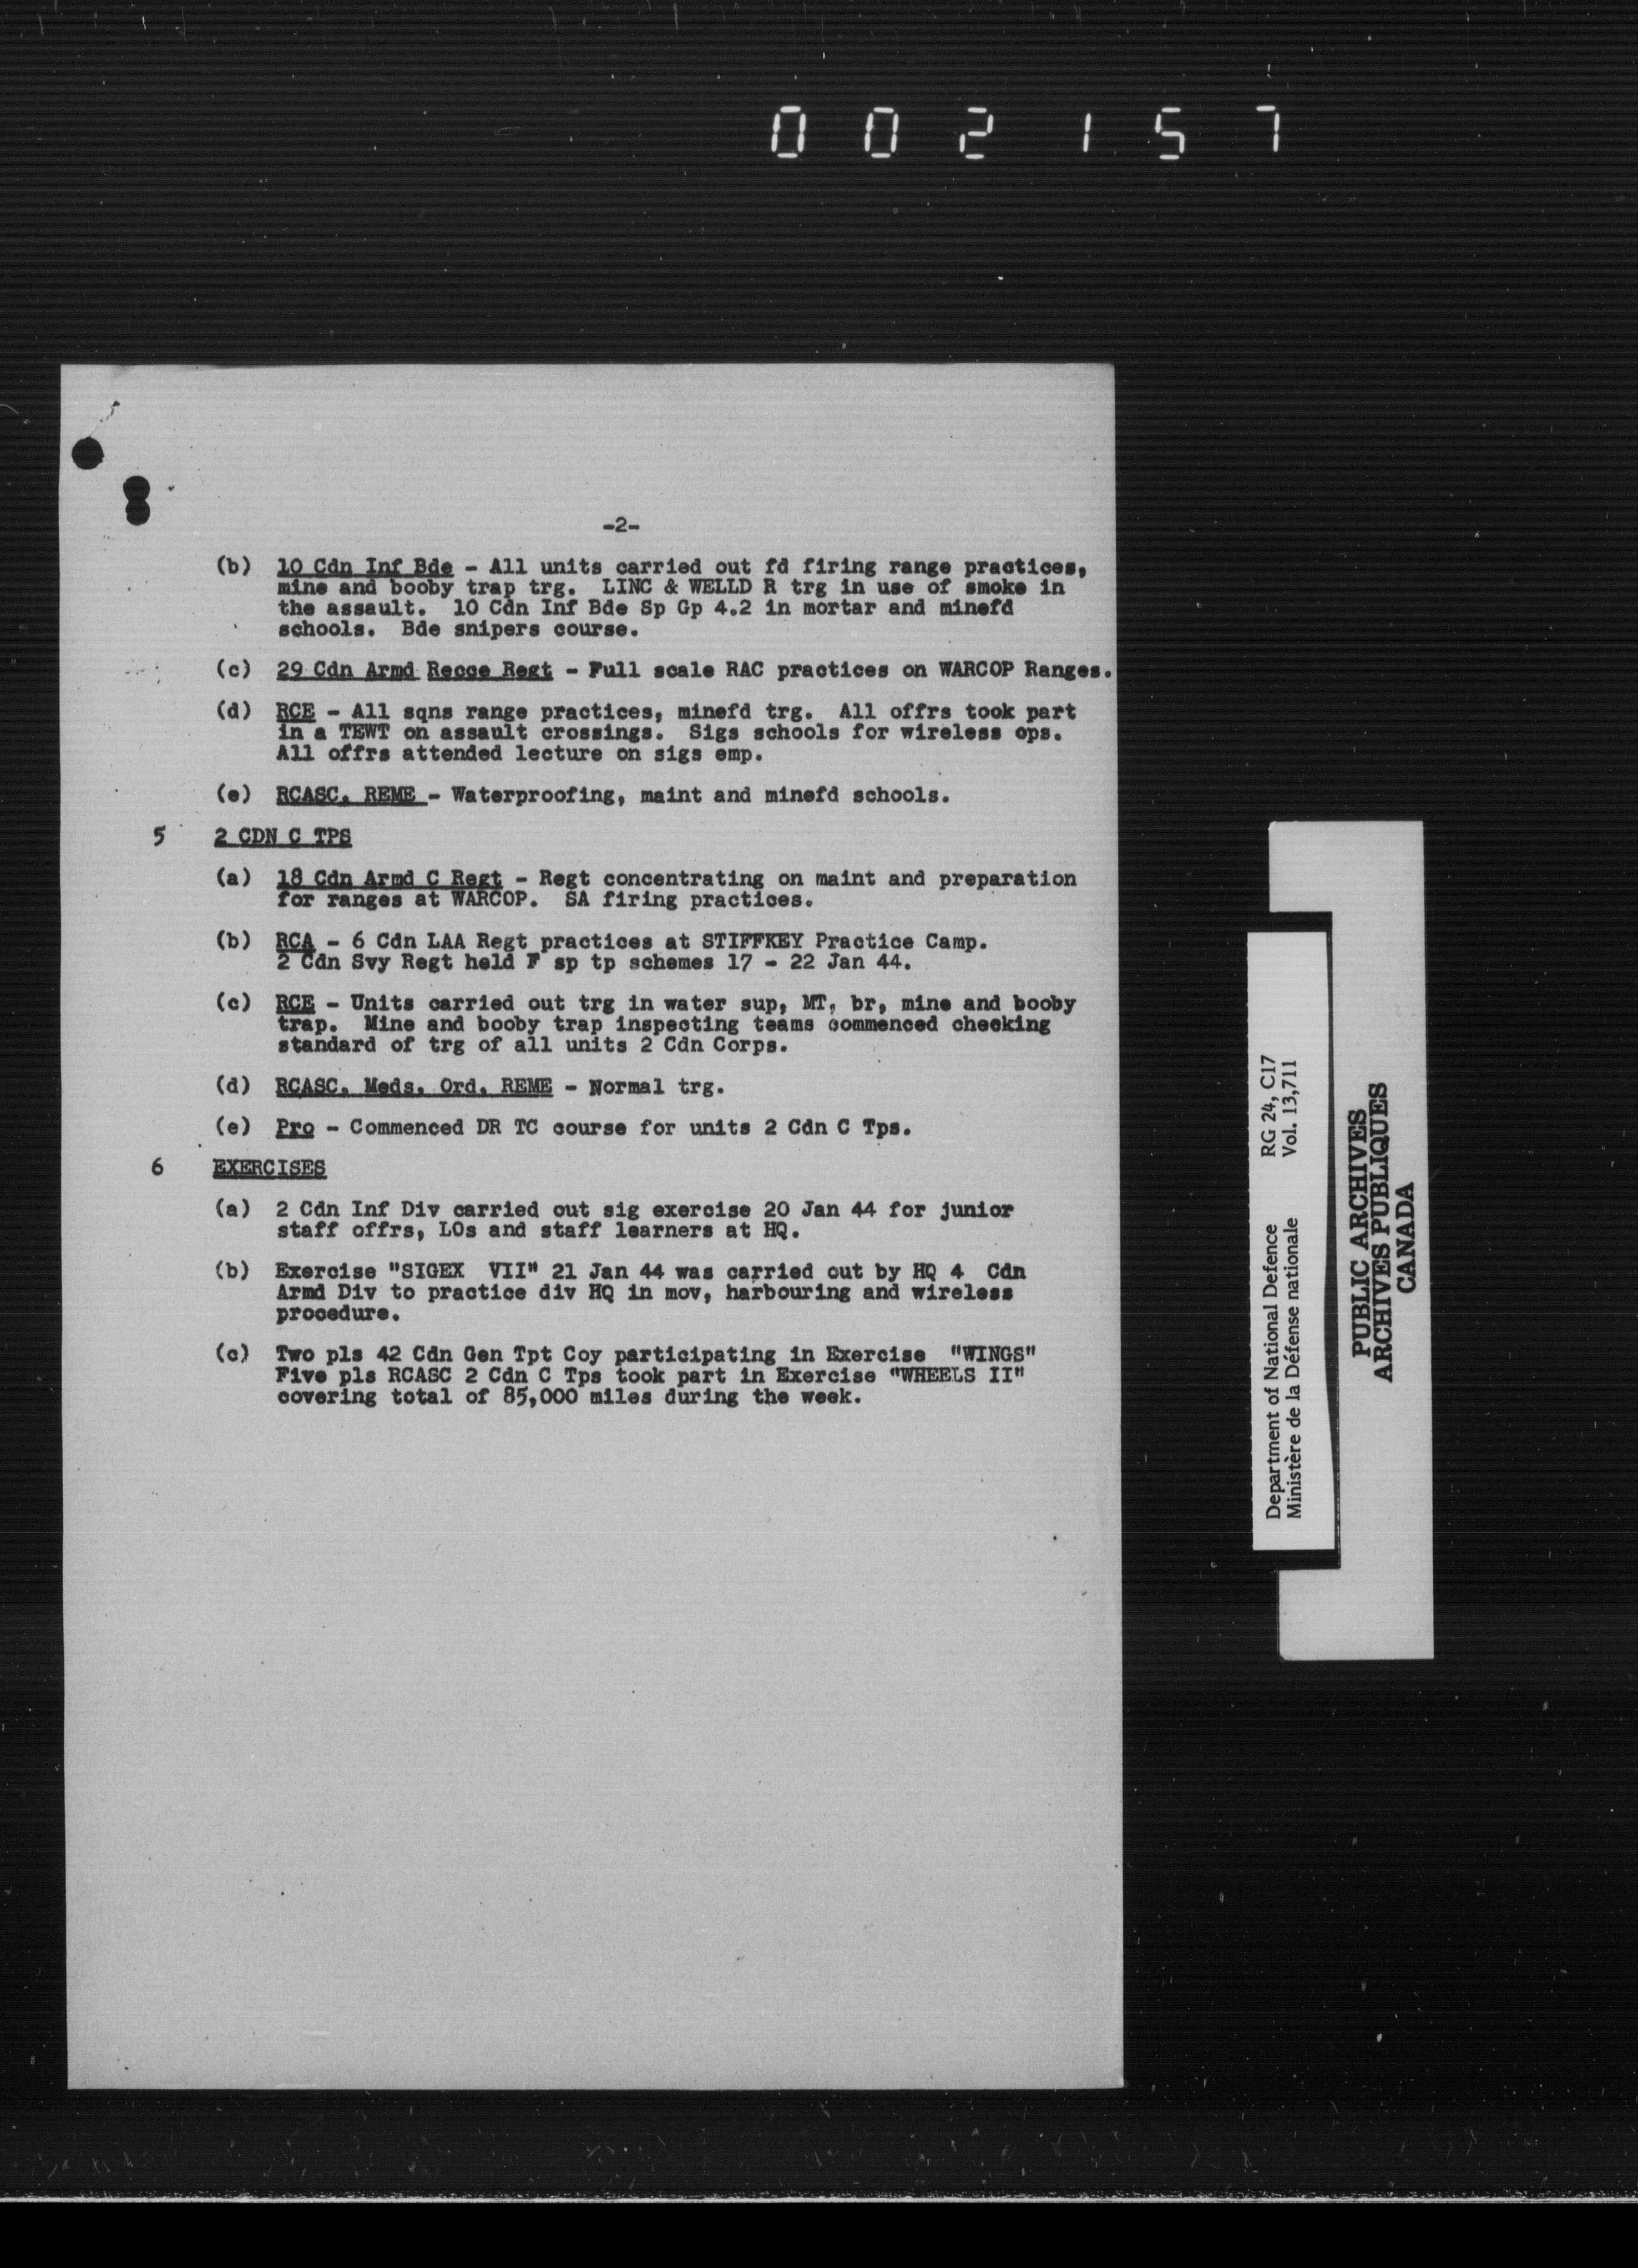 002157
-2-
(b) 10 Cdn Inf Bde - All units carried out fd firing range practices,
mine and booby trap trg. LINC & WELLD R trg in use of smoke in
the assault. 10 Cdn Inf Bde Sp Gp 4.2 in mortar and minefd
schools. Bde snipers course.
(c) 29 Cdn Armd Recce Regt - Full scale RAC practices on WARCOP Ranges.
(d) RCE - All sqns range practices, minefd trg. All offrs took part
in a TEWT on assault crossings. Sigs schools for wireless ops.
All offrs attended lecture on sigs emp.
(e) RCASC. REME - Waterproofing, maint and minefd schools.
5 2 CDN C TPS
(a) 18 Cdn Armd C Regt - Regt concentrating on maint and preparation
for ranges at WARCOP. SA firing practices.
(b) RCA - 6 Cdn LAA Regt practices at STIFFKEY Practice Camp.
2 Cdn Svy Regt held F sp tp schemes 17 - 22 Jan 44.
(c) RCE - Units carried out trg in water sup, MT, br, mine and booby
trap. Mine and booby trap inspecting teams commenced checking
standard of trg of all units 2 Cdn Corps.
(d) RCASC. Meds. Ord. REME - Normal trg.
(e) Pro - Commenced DR TC course for units 2 Cdn C Tps.
6 EXERCISES
(a) 2 Cdn Inf Div carried out sig exercise 20 Jan 44 for junior
staff offrs, LOs and staff learners at HQ.
(b) Exercise "SIGEX VII" 21 Jan 44 was carried out by HQ 4 Cdn
Armd Div to practice div HQ in mov, harbouring and wireless
procedure.
(c) Two pls 42 Cdn Gen Tpt Coy participating in Exercise "WINGS"
Five pls RCASC 2 Cdn C Tps took part in Exercise "WHEELS II"
covering total of 85,000 miles during the week.
Department of National Defence RG 24, C17
Ministère de la Défense nationale Vol. 13,711
PUBLIC ARCHIVES
ARCHIVES PUBLIQUES
CANADA